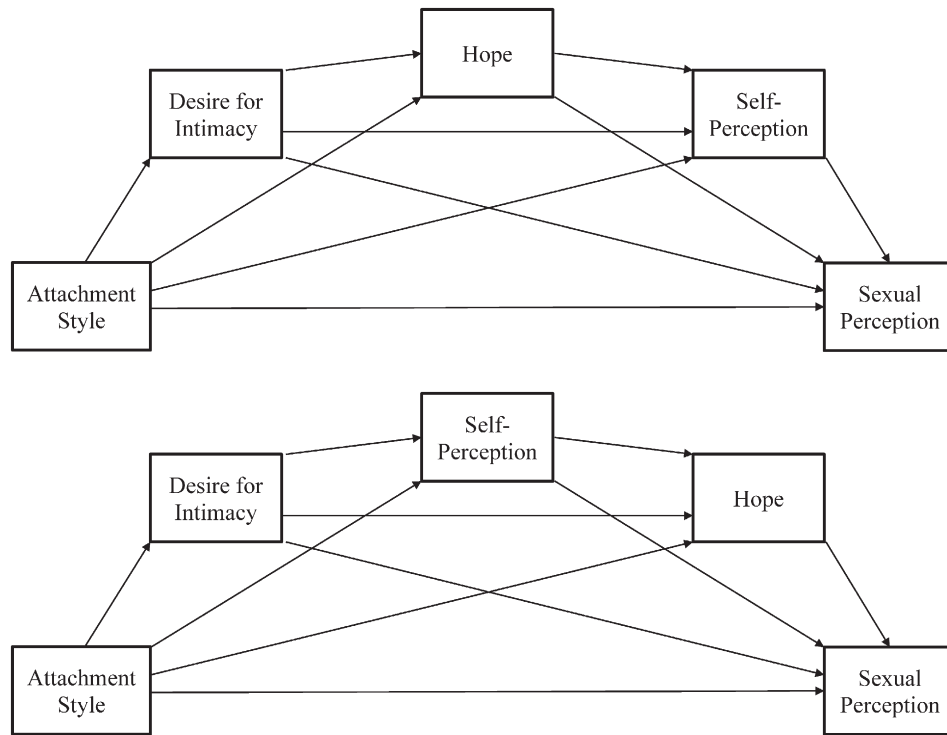 Hope
Desire for
Intimacy
Self-
Perception
Attachment
Style
Sexual
Perception
Self-
Perception
Desire for
Intimacy
Hope
Attachment
Style
Sexual
Perception